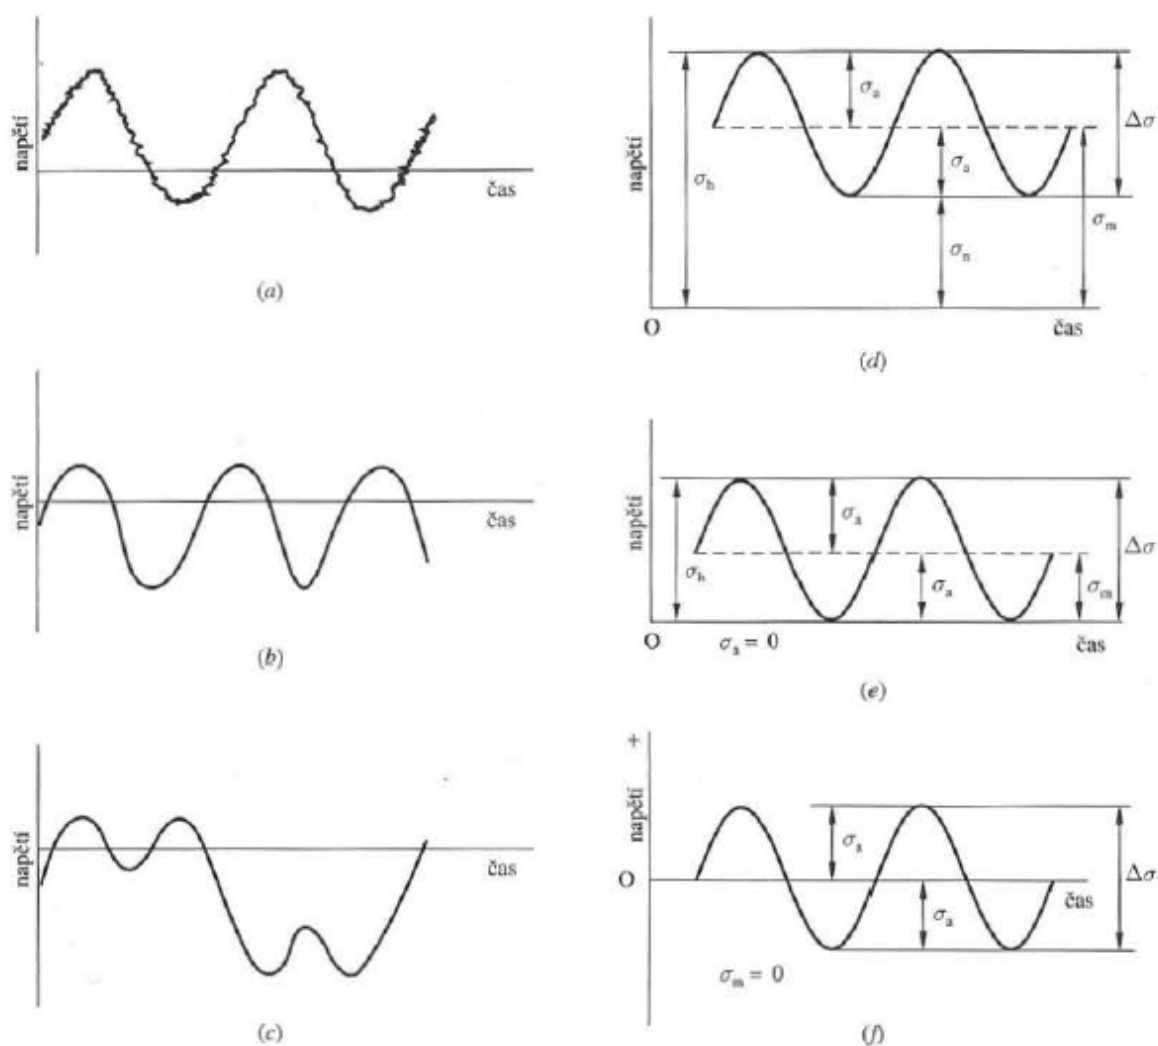 napětí
čas
(a)
napětí
čas
(b)
napětí
čas
(c)
napětí
σh
σa
σa
σn
σm
Δσ
O
čas
(d)
napětí
σh
σa
σa
σm
Δσ
O
σa = 0
čas
(e)
+
napětí
O
σa
σa
Δσ
čas
σm = 0
(f)